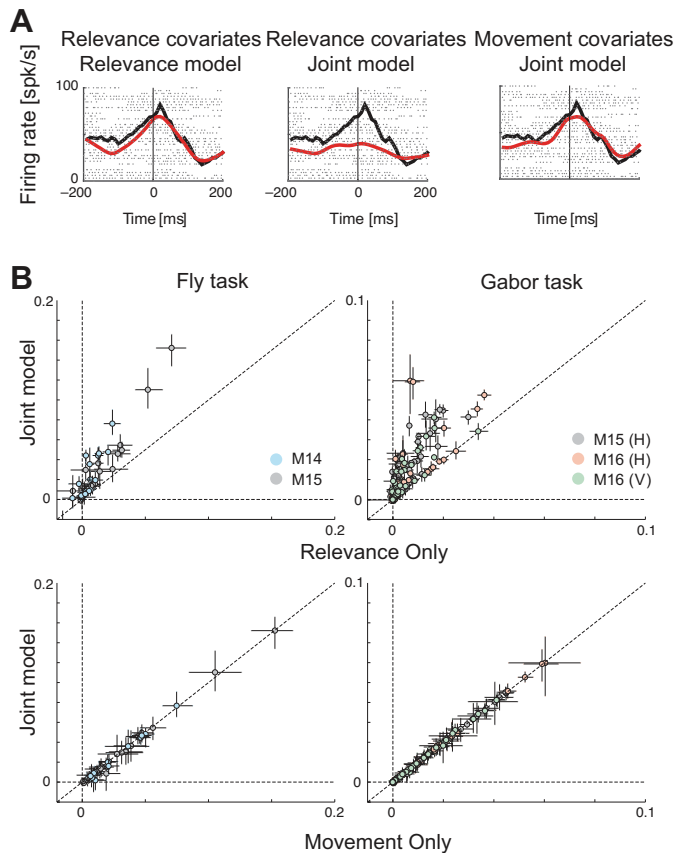 A
Relevance covariates Relevance covariates Movement covariates
Relevance model Joint model Joint model
Firing rate [spk/s]
100
0
−200 0 200
−200 0 200
Time [ms]
Time [ms]
Time [ms]
B
Fly task
Gabor task
Joint model
0.2
0
0 0.2
M14
M15
0.1
0
0 0.1
M15 (H)
M16 (H)
M16 (V)
Relevance Only
Joint model
0.2
0
0 0.2
0.1
0
0 0.1
Movement Only